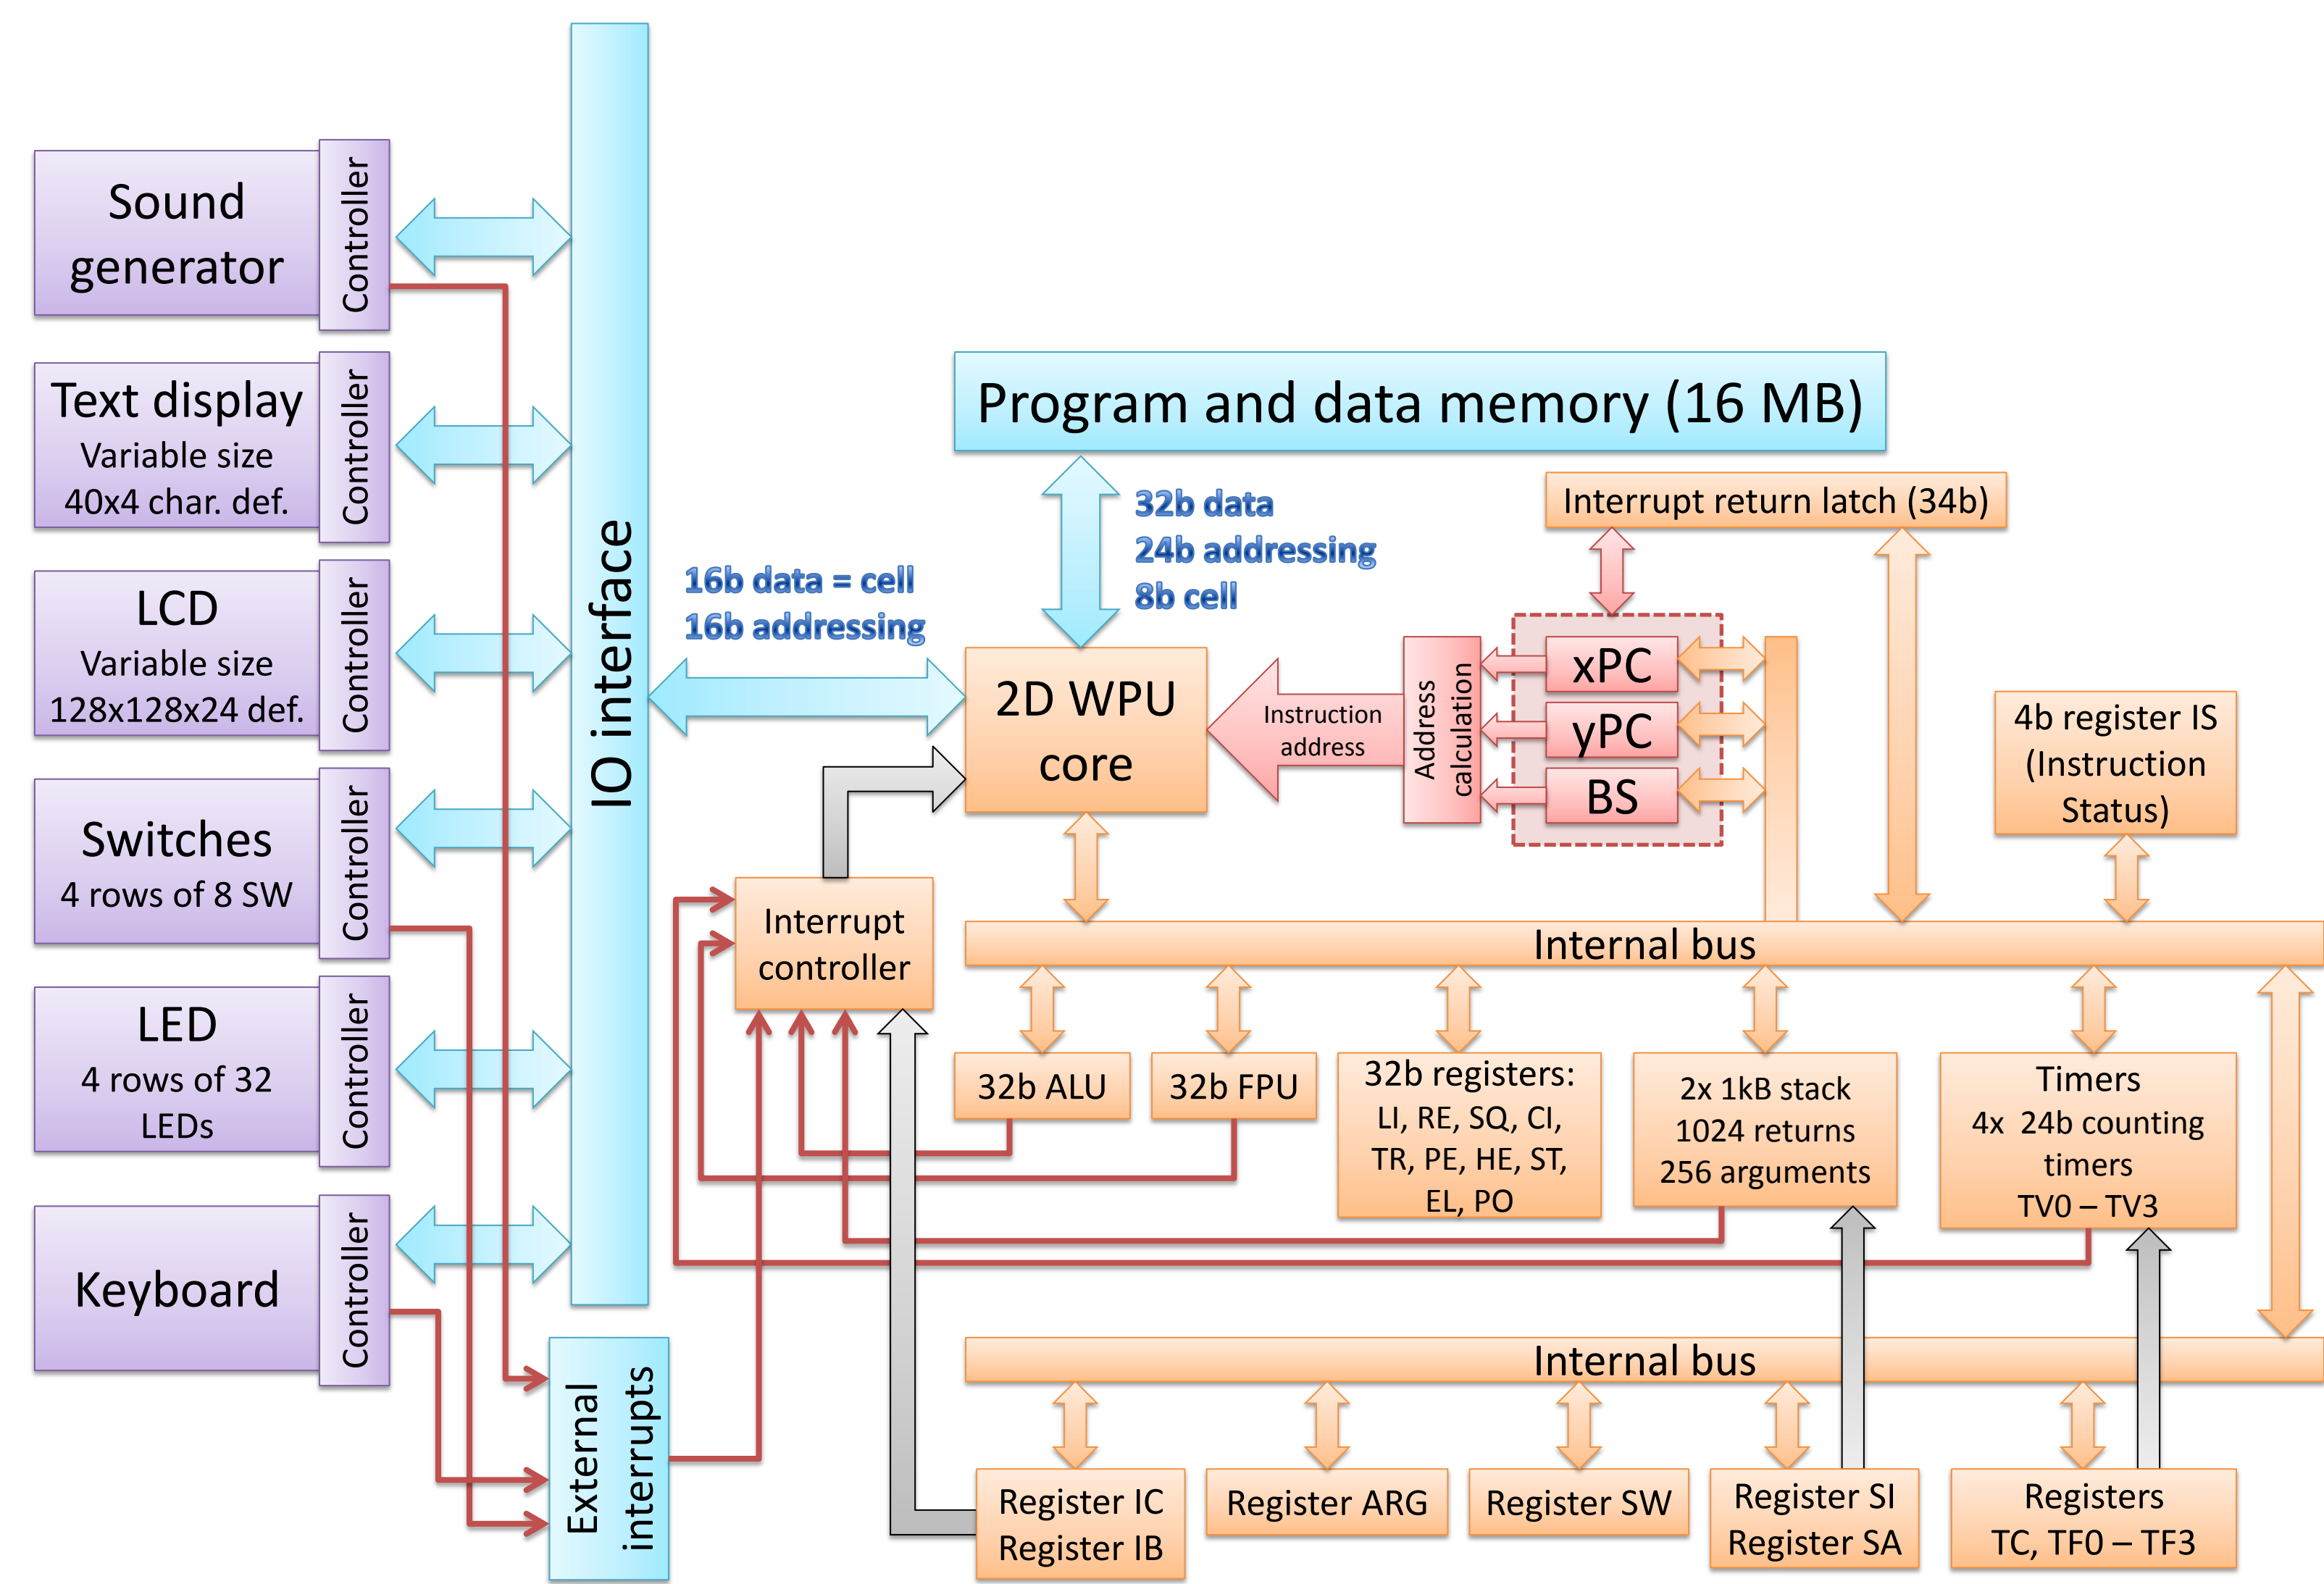 Sound
generator
Controller
Text display
Variable size
40x4 char. def.
Controller
LCD
Variable size
128x128x24 def.
Controller
Switches
4 rows of 8 SW
Controller
LED
4 rows of 32
LEDs
Controller
Keyboard
Controller
IO interface
External
interrupts
16b data = cell
16b addressing
Program and data memory (16 MB)
32b data
24b addressing
8b cell
2D WPU
core
Instruction
address
Address
calculation
Interrupt return latch (34b)
xPC
yPC
BS
4b register IS
(Instruction
Status)
Interrupt
controller
Internal bus
32b ALU
32b FPU
32b registers:
LI, RE, SQ, CI,
TR, PE, HE, ST,
EL, PO
2x 1kB stack
1024 returns
256 arguments
Timers
4x  24b counting
timers
TV0 – TV3
Internal bus
Register IC
Register IB
Register ARG
Register SW
Register SI
Register SA
Registers
TC, TF0 – TF3